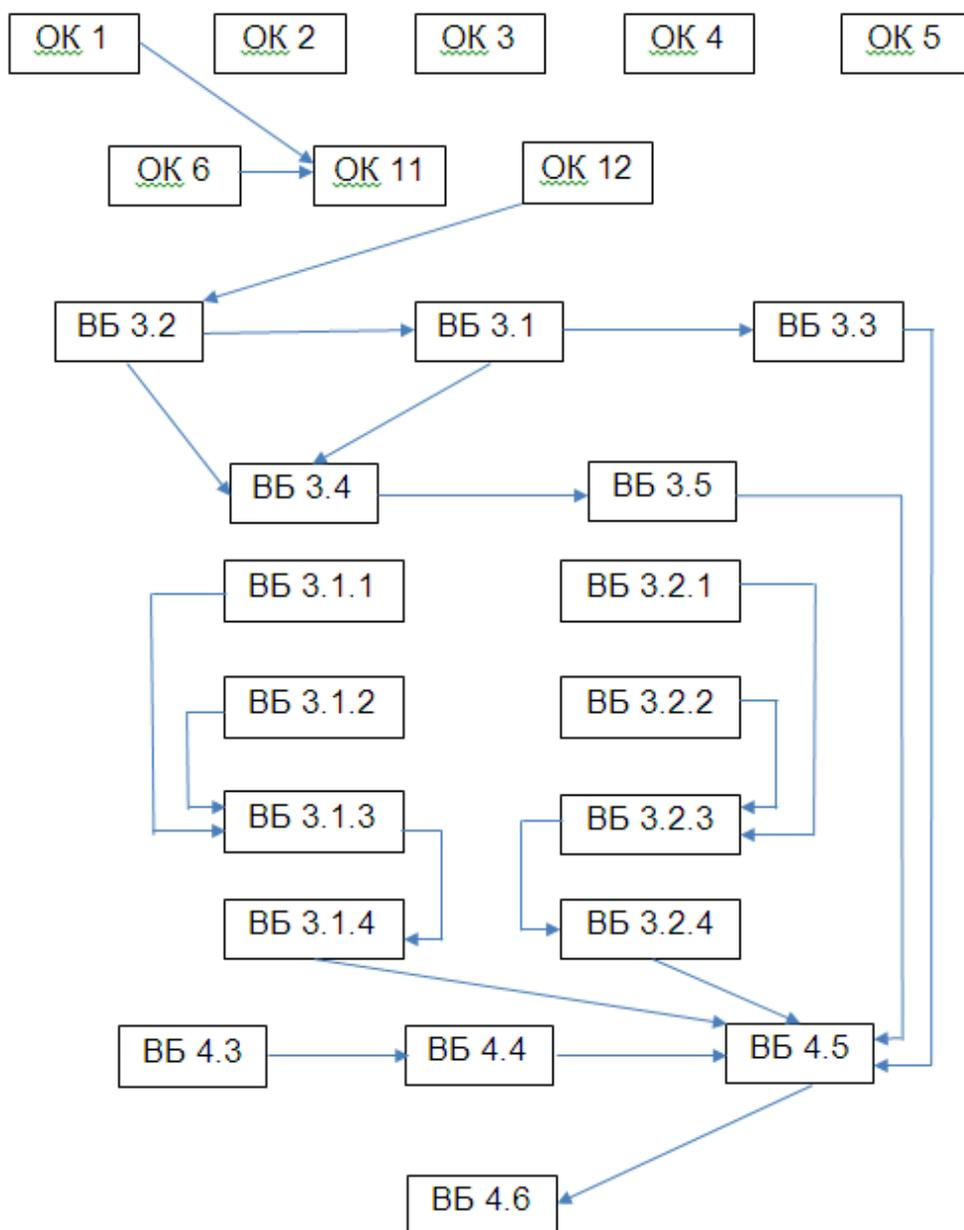 ОК 1
ОК 2
ОК 3
ОК 4
ОК 5
ОК 6
ОК 11
ОК 12
ВБ 3.2
ВБ 3.1
ВБ 3.3
ВБ 3.4
ВБ 3.5
ВБ 3.1.1
ВБ 3.2.1
ВБ 3.1.2
ВБ 3.2.2
ВБ 3.1.3
ВБ 3.2.3
ВБ 3.1.4
ВБ 3.2.4
ВБ 4.3
ВБ 4.4
ВБ 4.5
ВБ 4.6